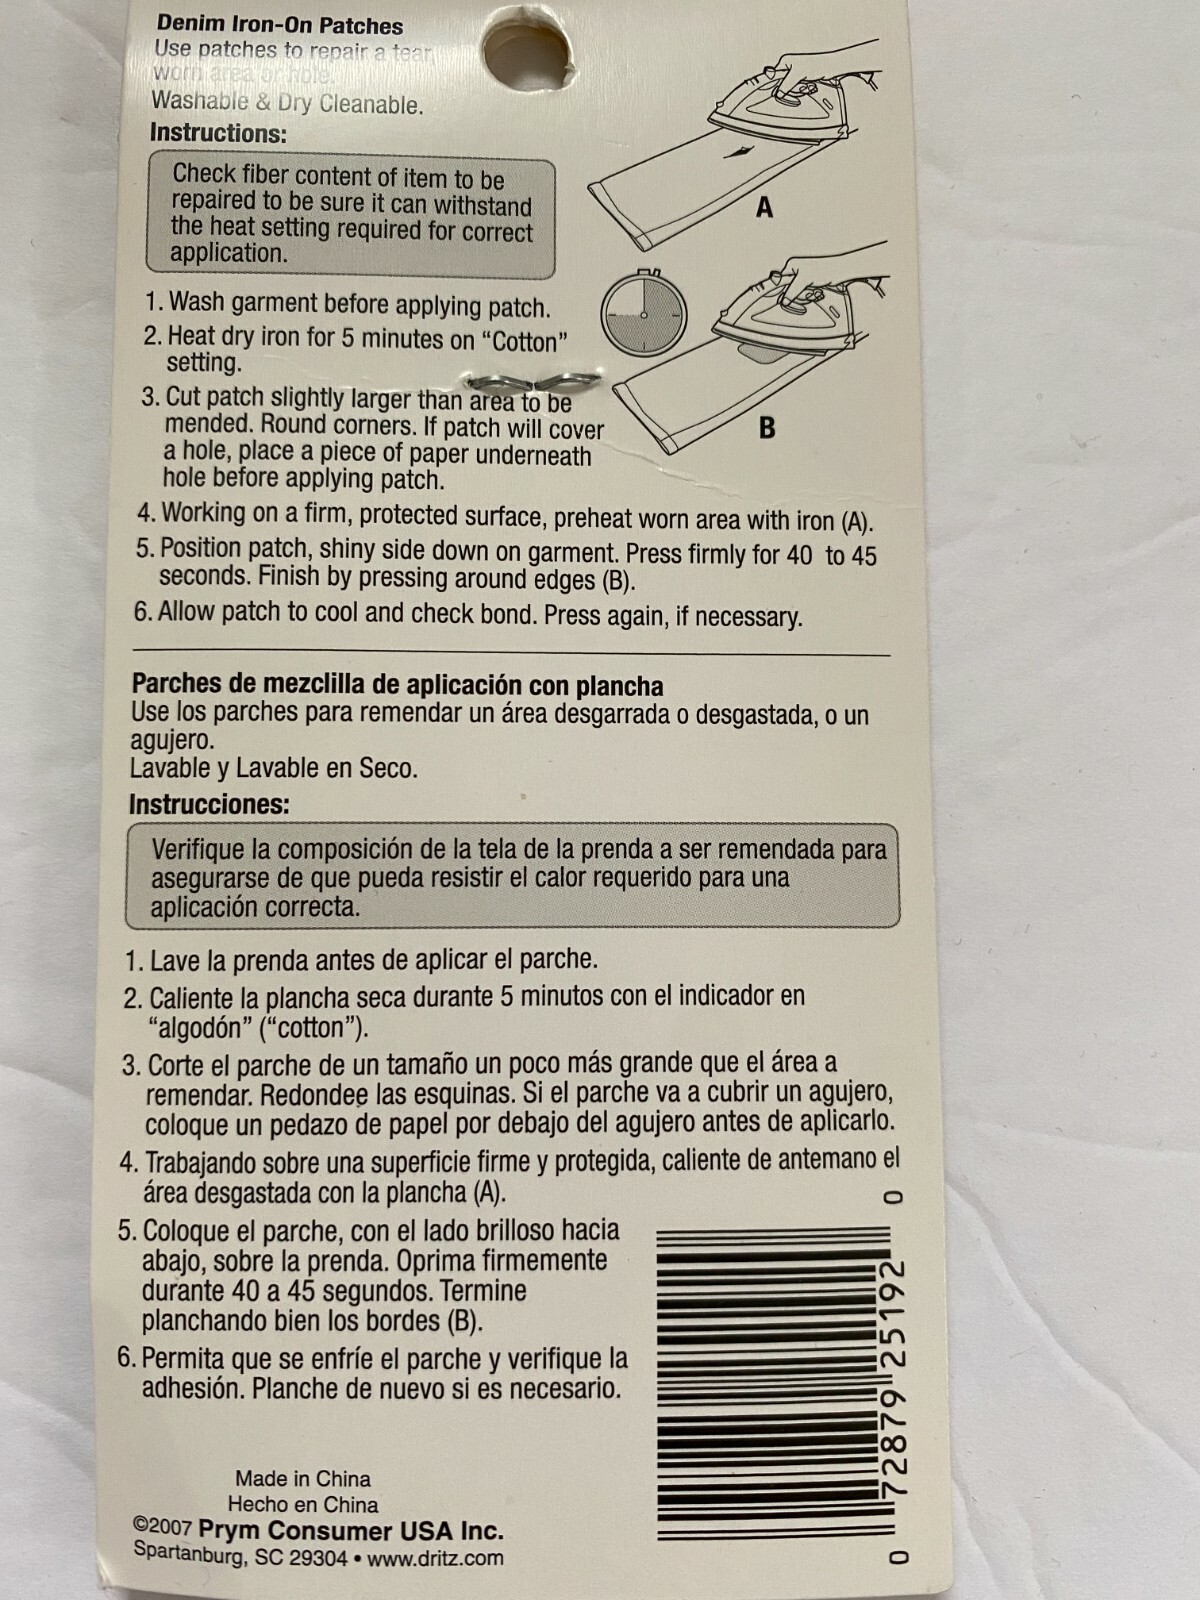 Denim Iron-On Patches
Use patches to repair a tear,
worn area or hole.
Washable & Dry Cleanable.
Instructions:
Check fiber content of item to be
repaired to be sure it can withstand
the heat setting required for correct
application.
1. Wash garment before applying patch.
2. Heat dry iron for 5 minutes on “Cotton”
setting.
3. Cut patch slightly larger than area to be
mended. Round corners. If patch will cover
a hole, place a piece of paper underneath
hole before applying patch.
A
B
4. Working on a firm, protected surface, preheat worn area with iron (A).
5. Position patch, shiny side down on garment. Press firmly for 40 to 45
seconds. Finish by pressing around edges (B).
6. Allow patch to cool and check bond. Press again, if necessary.
Parches de mezclilla de aplicación con plancha
Use los parches para remendar un área desgarrada o desgastada, o un
agujero.
Lavable y Lavable en Seco.
Instrucciones:
Verifique la composición de la tela de la prenda a ser remendada para
asegurarse de que pueda resistir el calor requerido para una
aplicación correcta.
1. Lave la prenda antes de aplicar el parche.
2. Caliente la plancha seca durante 5 minutos con el indicador en
“algodón” (“cotton”).
3. Corte el parche de un tamaño un poco más grande que el área a
remendar. Redondee las esquinas. Si el parche va a cubrir un agujero,
coloque un pedazo de papel por debajo del agujero antes de aplicarlo.
4. Trabajando sobre una superficie firme y protegida, caliente de antemano el
área desgastada con la plancha (A).
5. Coloque el parche, con el lado brilloso hacia
abajo, sobre la prenda. Oprima firmemente
durante 40 a 45 segundos. Termine
planchando bien los bordes (B).
6. Permita que se enfríe el parche y verifique la
adhesión. Planche de nuevo si es necesario.
0 72879 25192 0
Made in China
Hecho en China
©2007 Prym Consumer USA Inc.
Spartanburg, SC 29304 • www.dritz.com